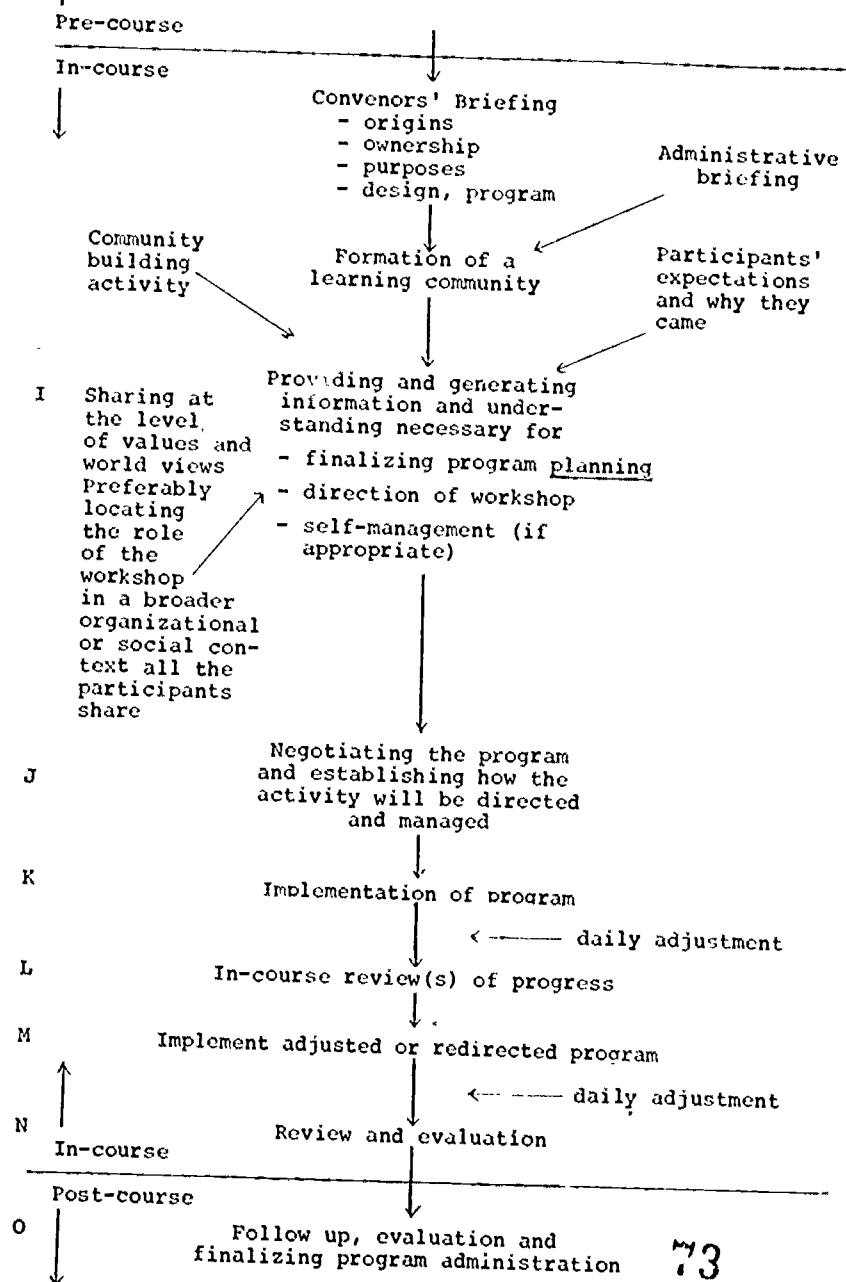 Pre-course
In-course
Convenors' Briefing
- origins
- ownership
- purposes
- design, program
Administrative
briefing
Community
building
activity
Formation of a
learning community
Participants'
expectations
and why they
came
I
Sharing at
the level
of values and
world views
Preferably
locating
the role
of the
workshop
in a broader
organizational
or social con-
text all the
participants
share
Providing and generating
information and under-
standing necessary for
- finalizing program planning
- direction of workshop
- self-management (if
appropriate)
J
Negotiating the program
and establishing how the
activity will be directed
and managed
K
Implementation of program
daily adjustment
L
In-course review(s) of progress
M
Implement adjusted or redirected program
daily adjustment
N
Review and evaluation
In-course
Post-course
O
Follow up, evaluation and
finalizing program administration
73